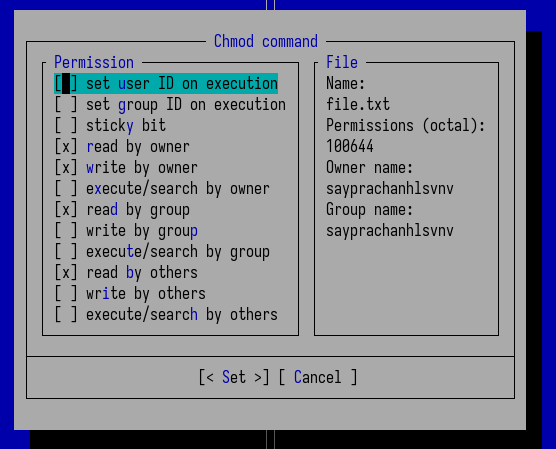 Chmod command
Permission
[ ] set user ID on execution
[ ] set group ID on execution
[ ] sticky bit
[x] read by owner
[x] write by owner
[ ] execute/search by owner
[x] read by group
[ ] write by group
[ ] execute/search by group
[x] read by others
[ ] write by others
[ ] execute/search by others
File
Name:
file.txt
Permissions (octal):
100644
Owner name:
sayprachanhlsvnv
Group name:
sayprachanhlsvnv
[< Set >] [ Cancel ]